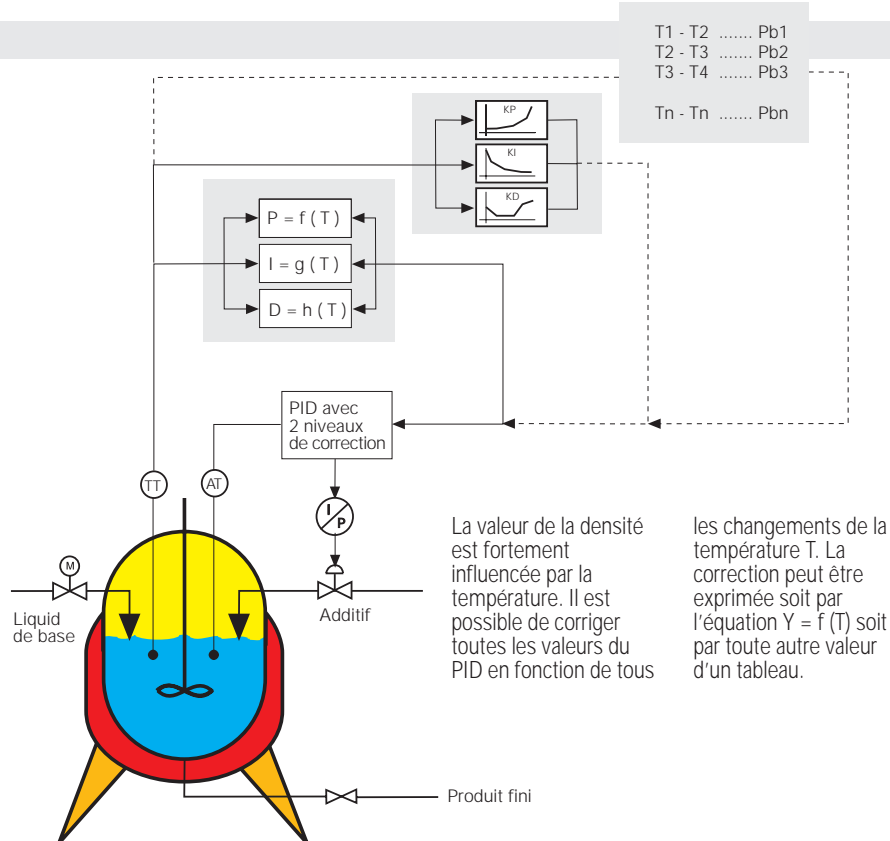 T1 - T2 ....... Pb1
T2 - T3 ....... Pb2
T3 - T4 ....... Pb3
Tn - Tn ....... Pbn
KP
KI
KD
P = f ( T )
I = g ( T )
D = h ( T )
PID avec
2 niveaux
de correction
TT
AT
I
P
M
Liquid
de base
Additif
La valeur de la densité
est fortement
influencée par la
température. Il est
possible de corriger
toutes les valeurs du
PID en fonction de tous
les changements de la
température T. La
correction peut être
exprimée soit par
l'équation Y = f (T) soit
par toute autre valeur
d'un tableau.
Produit fini